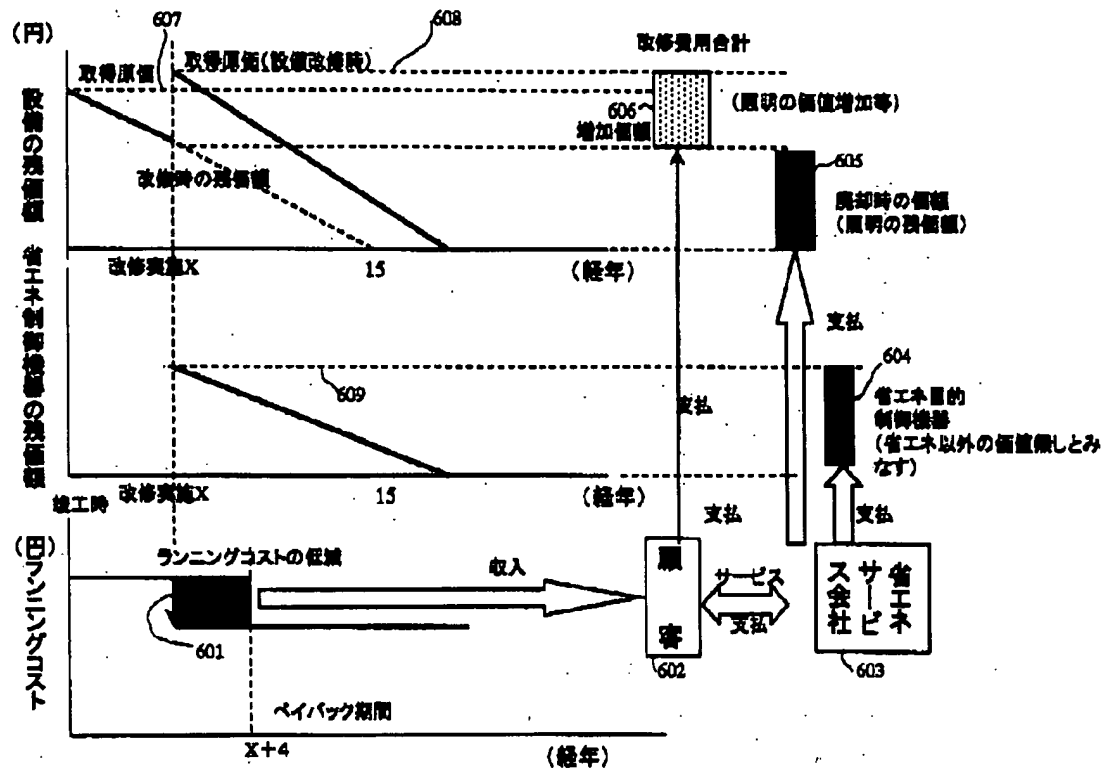 (円)
607
608
改修費用合計
取得原価
取得原価(設備改修時)
設備の残価額
606
増加価額
(照明の価値増加等)
改修時の残価額
605
廃却時の価額
(照明の残価額)
改修実施X
15
(経年)
省エネ制御機器の残価額
支払
609
604
支払
省エネ目的
制御機器
(省エネ以外の価値無しとみ
なす)
改修実施X
15
(経年)
竣工時
支払
支払
(円)
ランニングコストの低減
収入
顧客
サービス
支払
省エネ
サービ
ス会社
ランニングコスト
601
602
603
ペイバック期間
X+4
(経年)